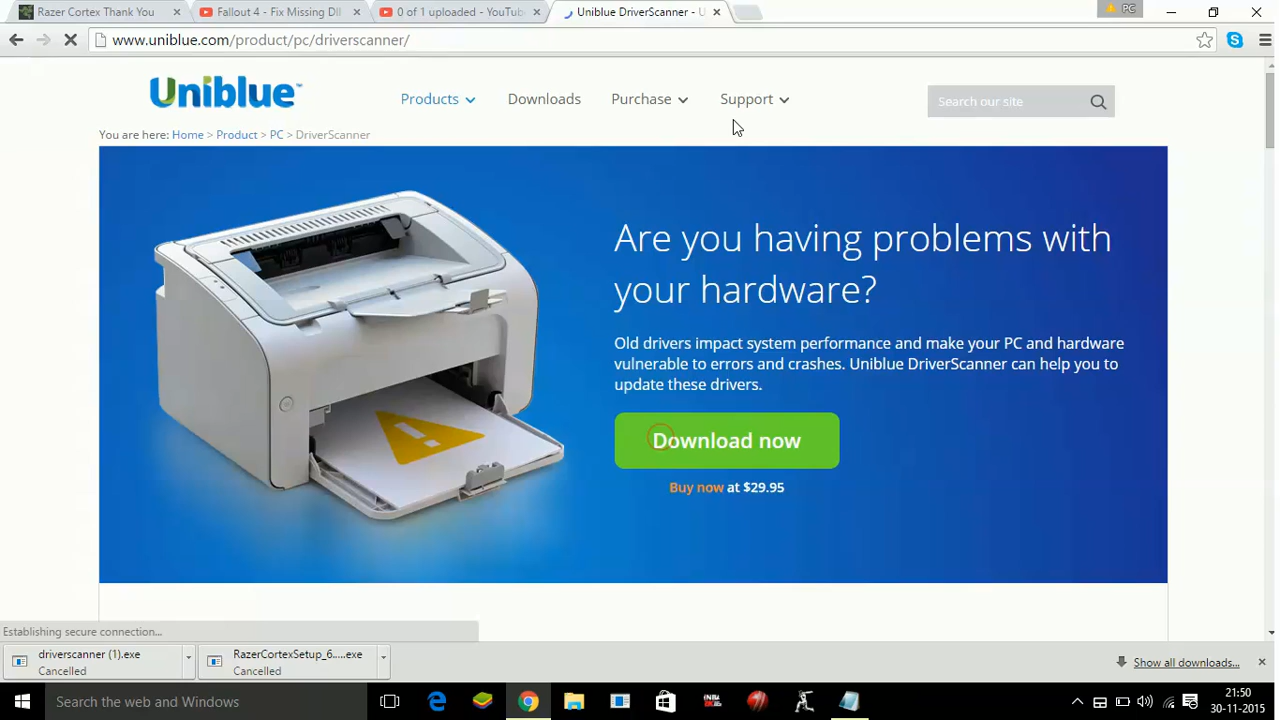 Razer Cortex Thank You
Fallout 4 - Fix Missing Dll
0 of 1 uploaded - YouTub
Uniblue DriverScanner - U
PC
www.uniblue.com/product/pc/driverscanner/
Uniblue™
Products
Downloads
Purchase
Support
Search our site
You are here: Home > Product > PC > DriverScanner
Are you having problems with
your hardware?
Old drivers impact system performance and make your PC and hardware
vulnerable to errors and crashes. Uniblue DriverScanner can help you to
update these drivers.
Download now
Buy now at $29.95
Establishing secure connection...
driverscanner (1).exe
Cancelled
RazerCortexSetup_6.....exe
Cancelled
Show all downloads...
Search the web and Windows
21:50
30-11-2015